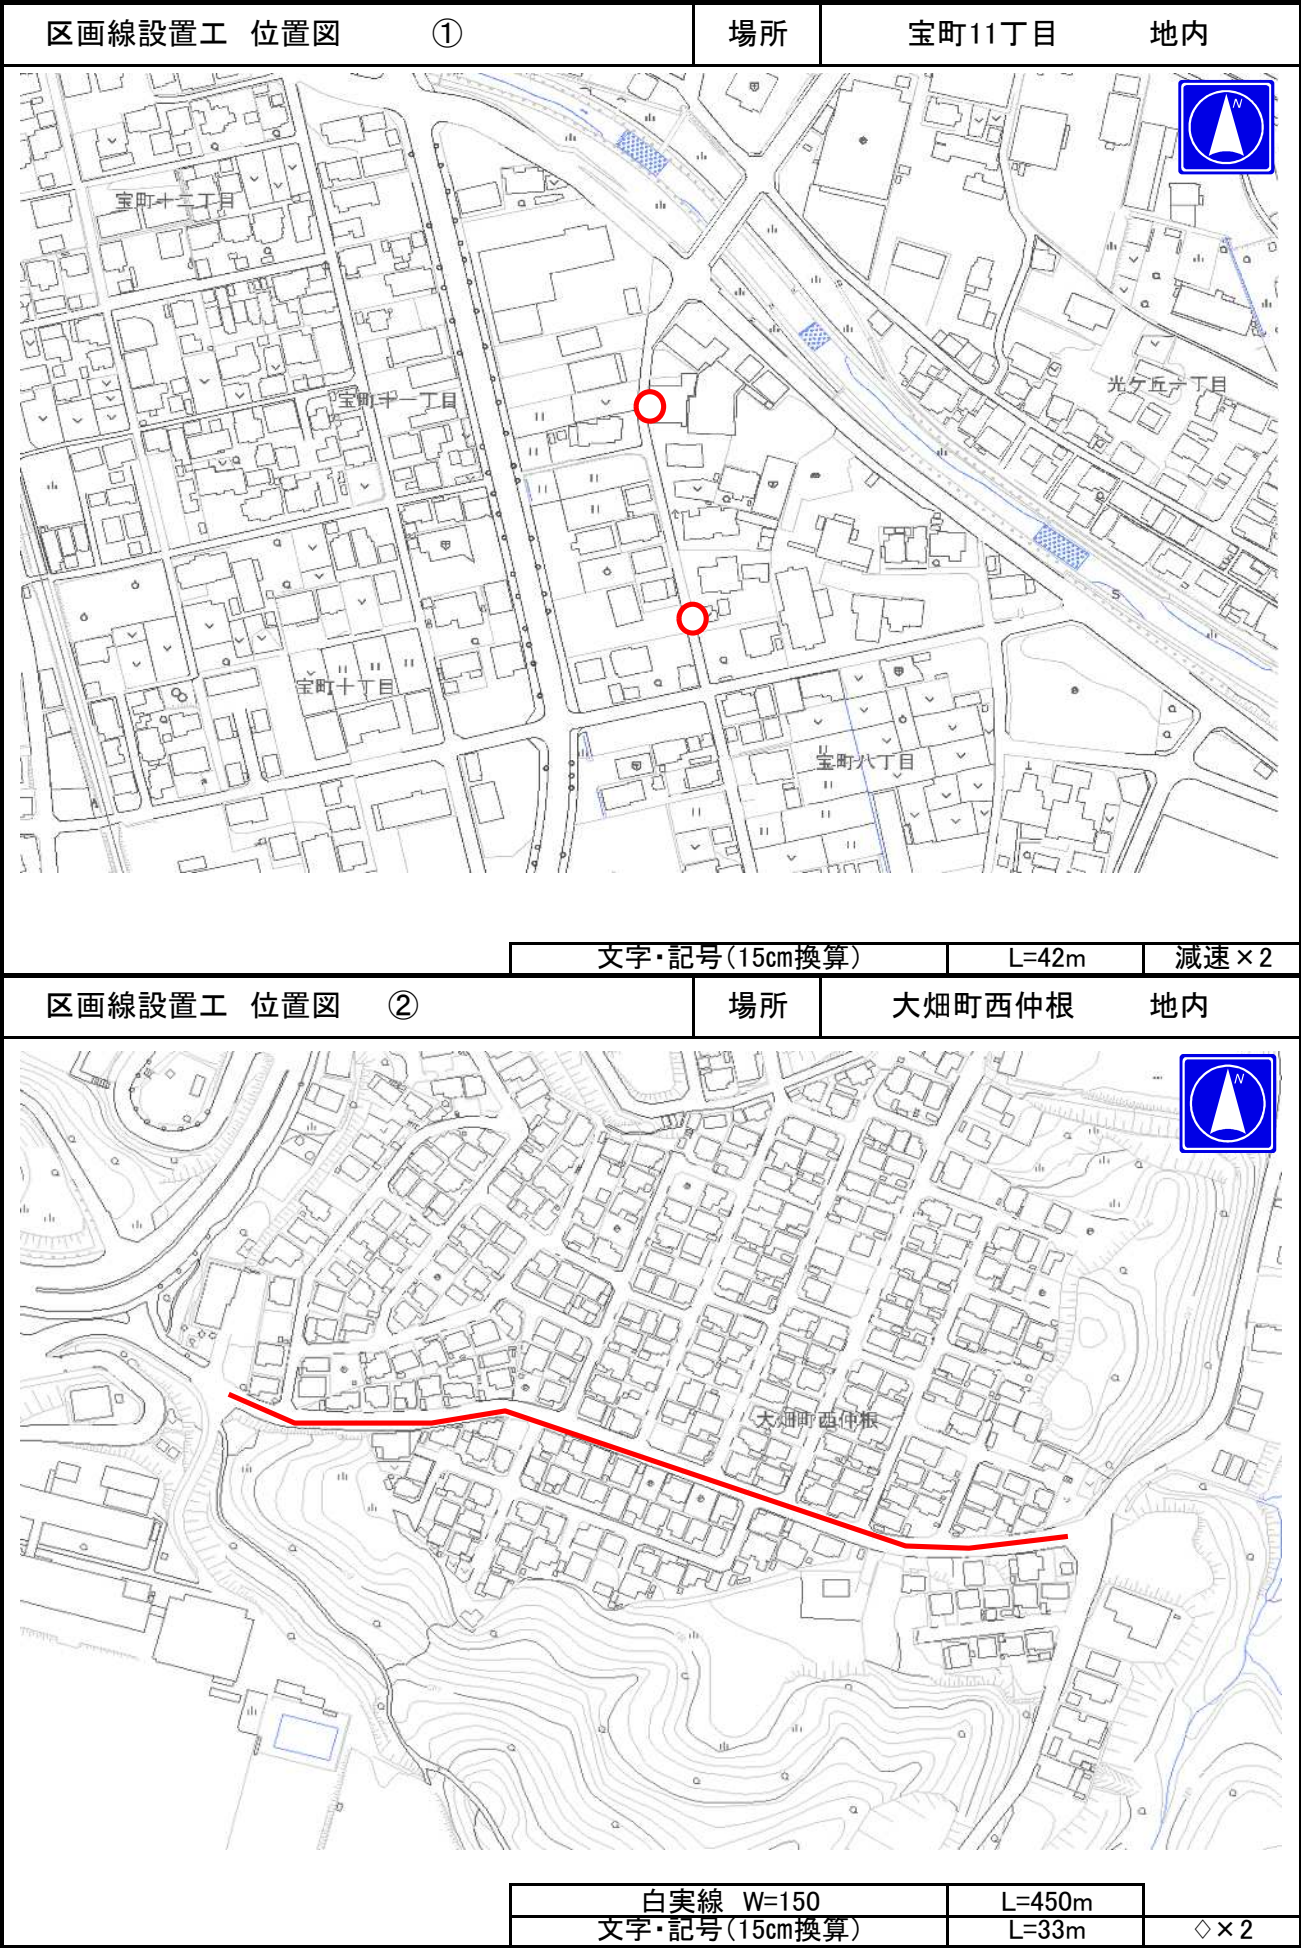 区画線設置工 位置図 ① 場所 宝町11丁目 地内
N
宝町十二丁目
光ケ丘一丁目
宝町十一丁目
宝町十丁目
宝町八丁目
文字・記号(15cm換算) L=42m 減速×2
区画線設置工 位置図 ② 場所 大畑町西仲根 地内
N
大畑町西仲根
白実線 W=150 L=450m
文字・記号(15cm換算) L=33m ◇×2